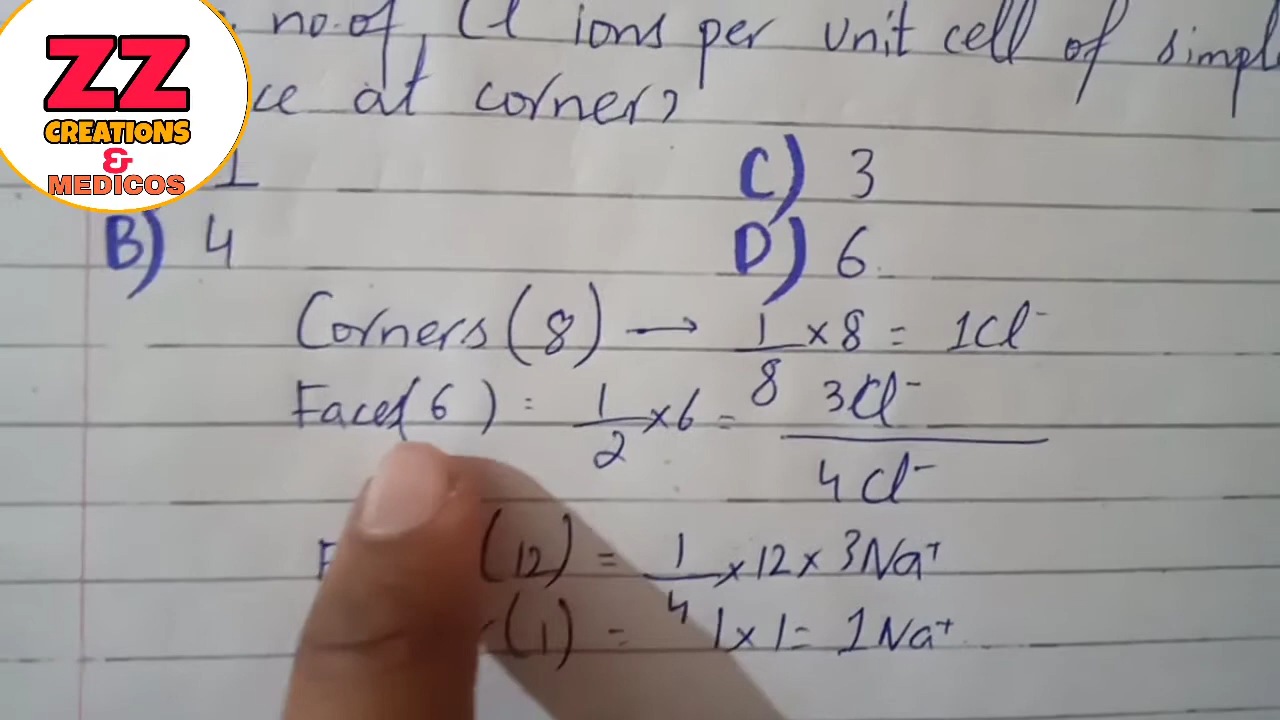 ZZ
CREATIONS
&
MEDICOS
no. of Cl ions per unit cell of simpl
ce at corner?
1
C) 3
B) 4
D) 6
Corners (8) → 1/8 × 8 = 1Cl⁻
Faces (6) = 1/2 × 6 = 3Cl⁻
4Cl⁻
(12) = 1/4 × 12 × 3Na⁺
(1) = 1 × 1 = 1Na⁺